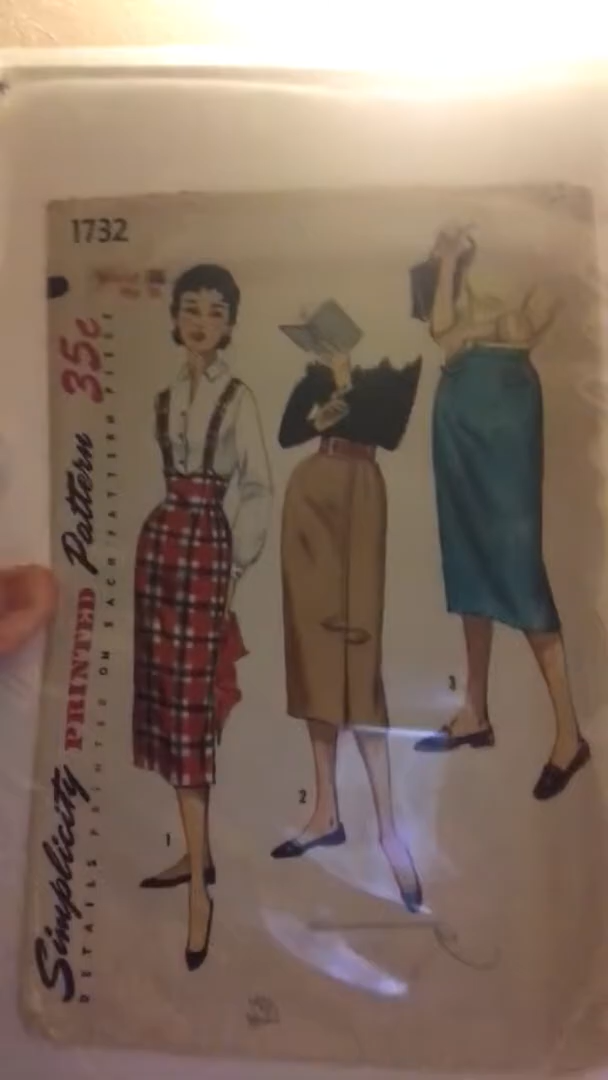 1732
35c
Simplicity PRINTED Pattern
DETAILS PRINTED ON EACH PATTERN PIECE
1
2
3